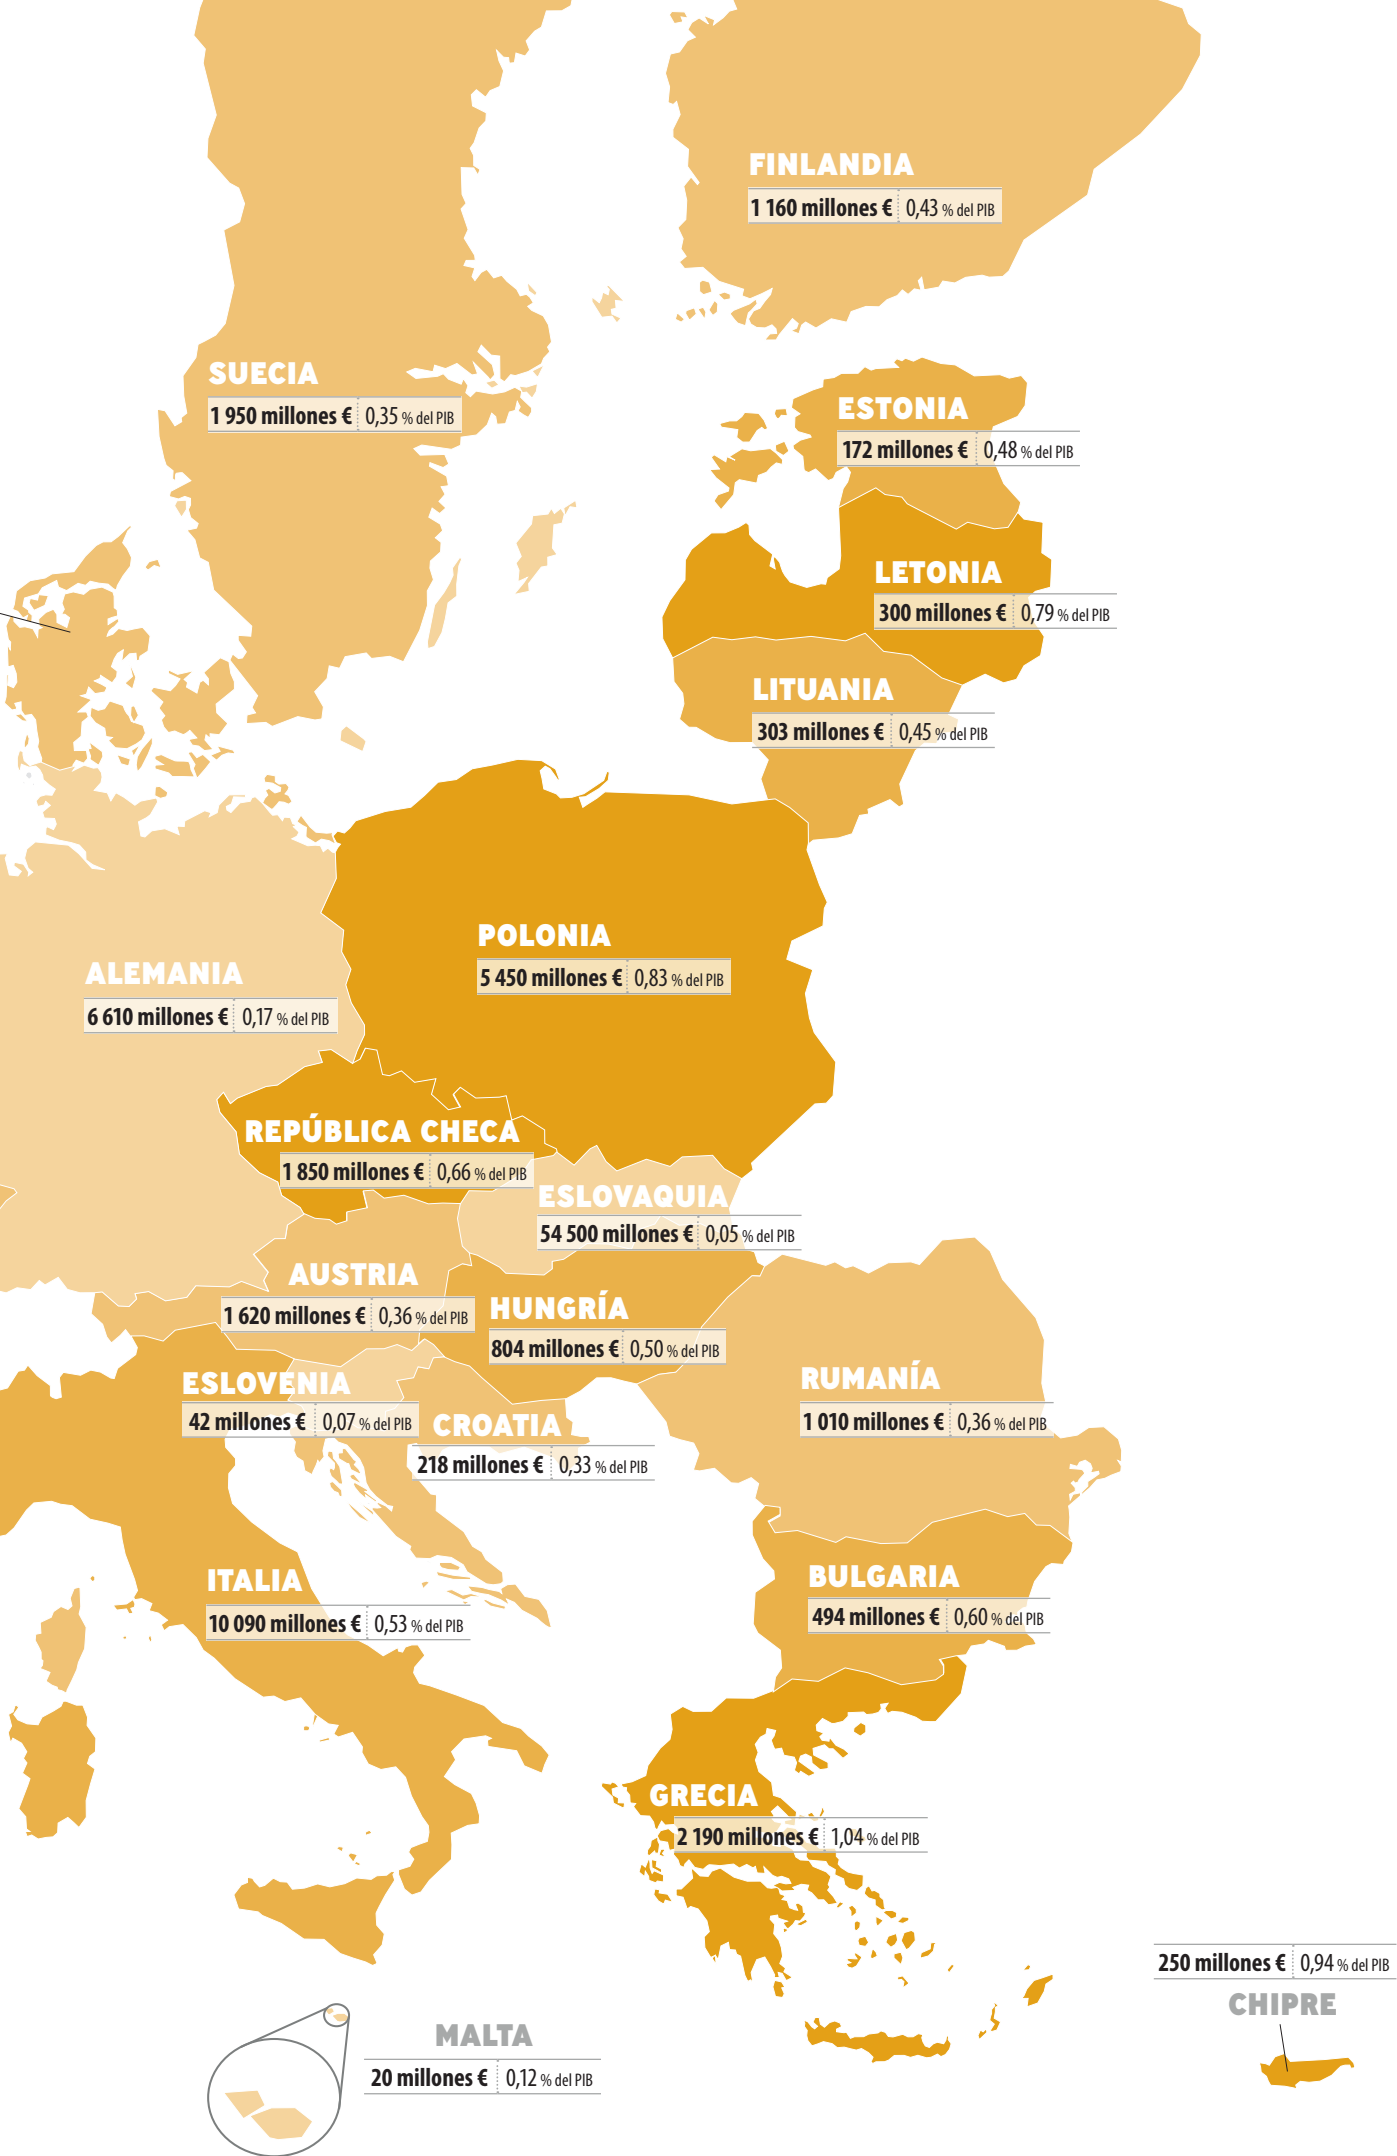 FINLANDIA
1 160 millones € 0,43 % del PIB
SUECIA
1 950 millones € 0,35 % del PIB
ESTONIA
172 millones € 0,48 % del PIB
LETONIA
300 millones € 0,79 % del PIB
LITUANIA
303 millones € 0,45 % del PIB
POLONIA
5 450 millones € 0,83 % del PIB
ALEMANIA
6 610 millones € 0,17 % del PIB
REPÚBLICA CHECA
1 850 millones € 0,66 % del PIB
ESLOVAQUIA
54 500 millones € 0,05 % del PIB
AUSTRIA
1 620 millones € 0,36 % del PIB
HUNGRÍA
804 millones € 0,50 % del PIB
RUMANÍA
1 010 millones € 0,36 % del PIB
ESLOVENIA
42 millones € 0,07 % del PIB
CROATIA
218 millones € 0,33 % del PIB
ITALIA
10 090 millones € 0,53 % del PIB
BULGARIA
494 millones € 0,60 % del PIB
GRECIA
2 190 millones € 1,04 % del PIB
250 millones € 0,94 % del PIB
CHIPRE
MALTA
20 millones € 0,12 % del PIB